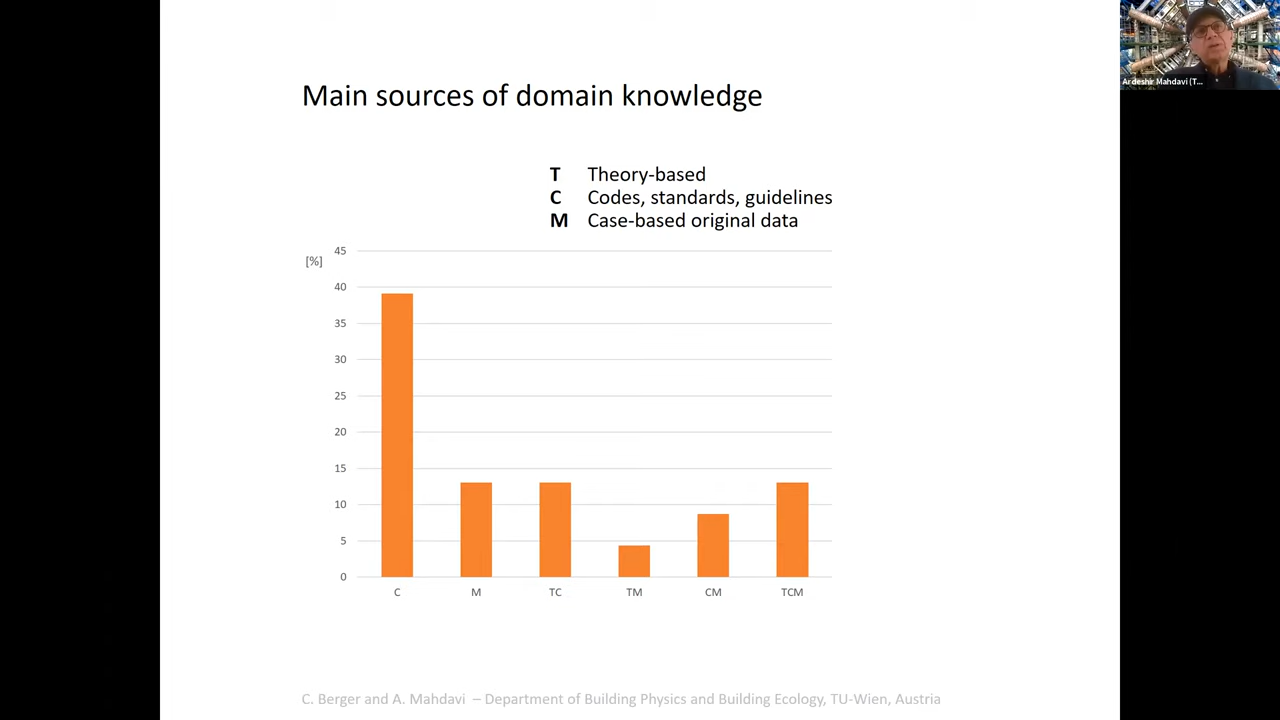 Ardeshir Mahdavi (T...
Main sources of domain knowledge
T Theory-based
C Codes, standards, guidelines
M Case-based original data
[%]
45
40
35
30
25
20
15
10
5
0
C M TC TM CM TCM
C. Berger and A. Mahdavi – Department of Building Physics and Building Ecology, TU-Wien, Austria